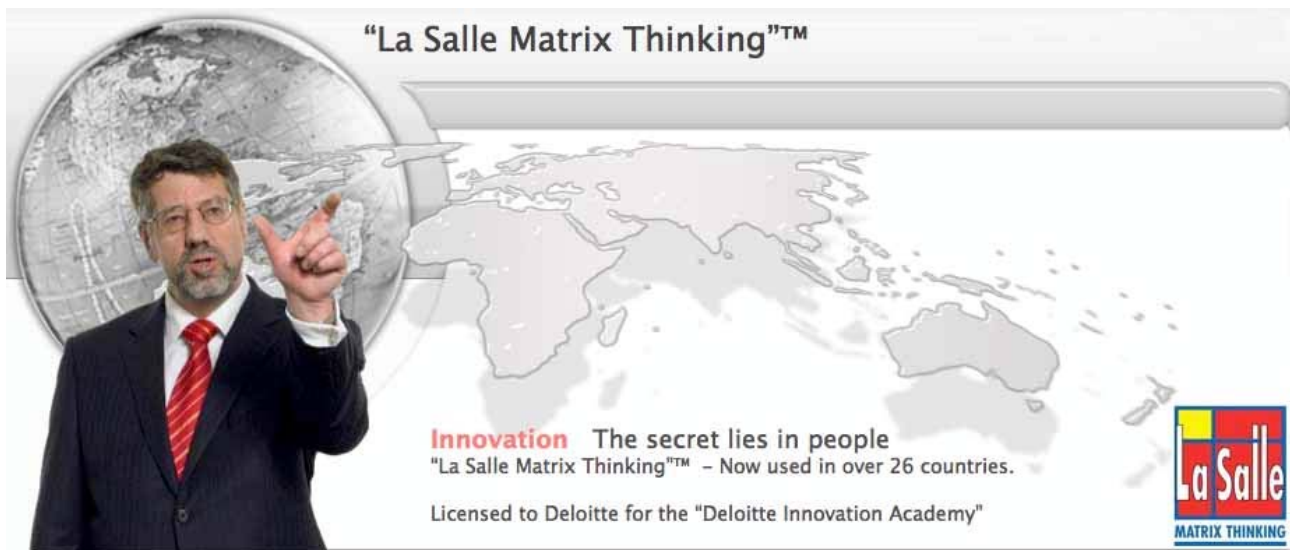 “La Salle Matrix Thinking”™
Innovation The secret lies in people
“La Salle Matrix Thinking”™ – Now used in over 26 countries.
Licensed to Deloitte for the “Deloitte Innovation Academy”
La Salle
MATRIX THINKING